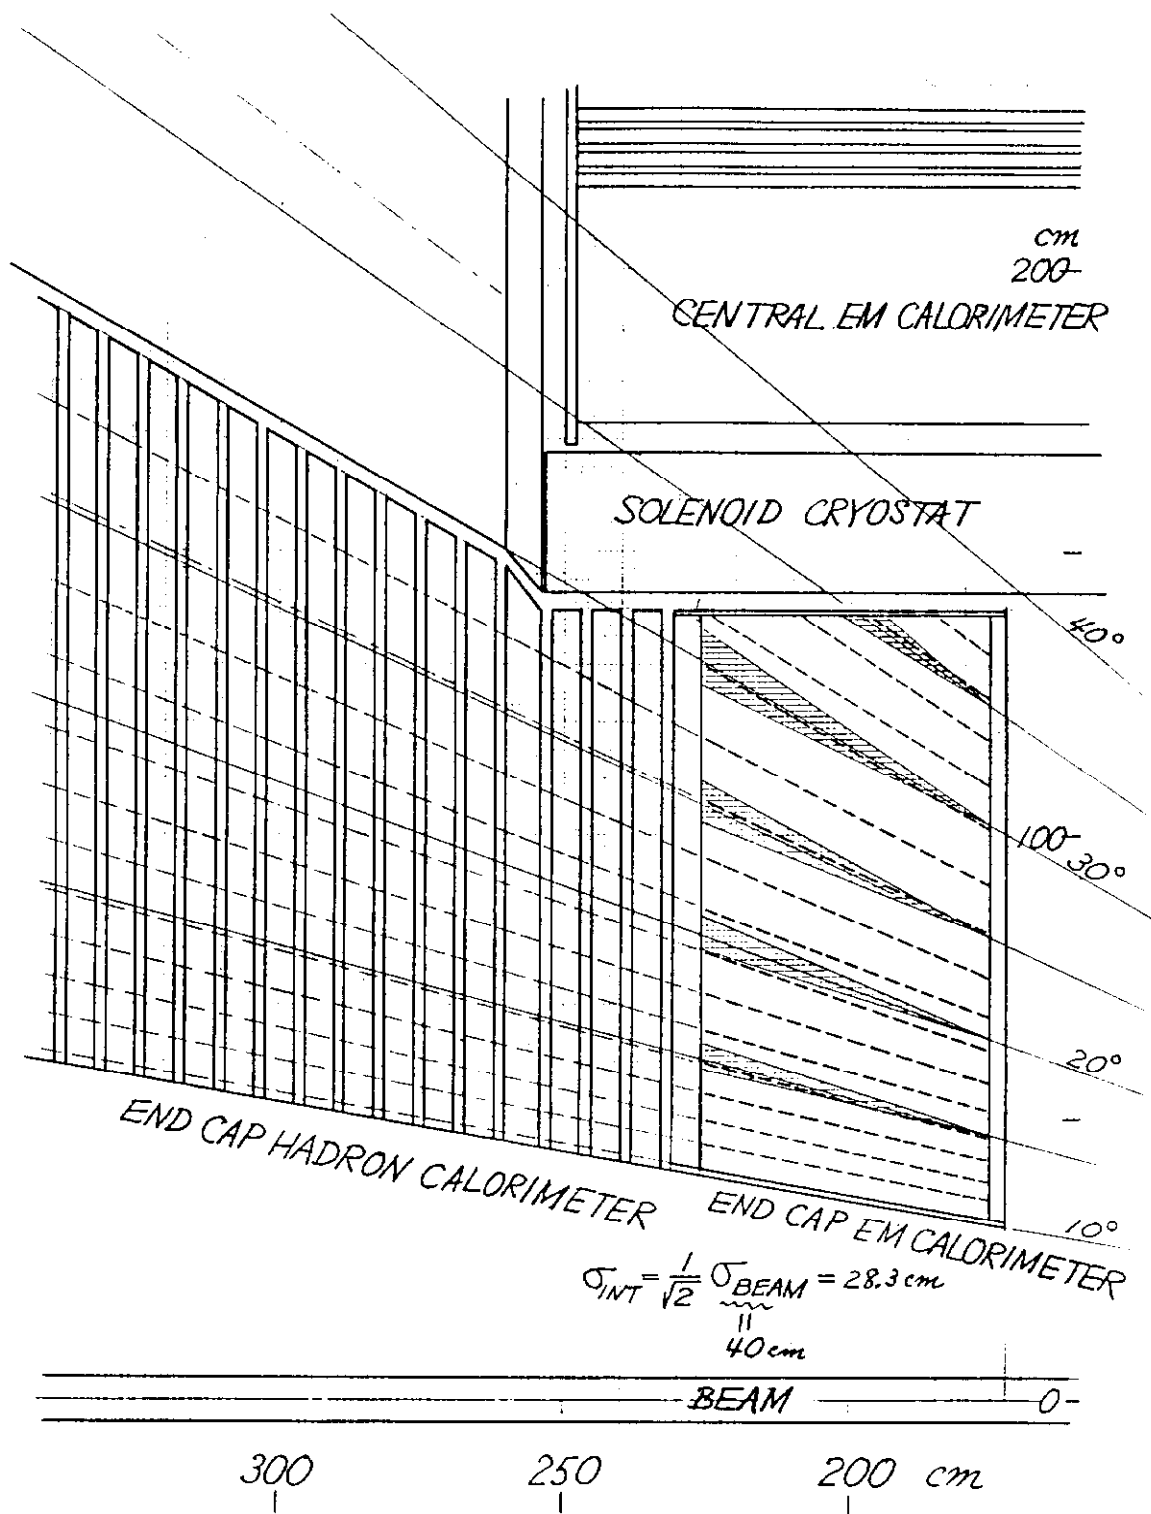 cm
200-
CENTRAL EM CALORIMETER
SOLENOID CRYOSTAT
40°
100-
30°
20°
END CAP HADRON CALORIMETER
END CAP EM CALORIMETER
10°
σINT = 1/√2 σBEAM = 28.3 cm
"
40 cm
BEAM
0-
300 250 200 cm